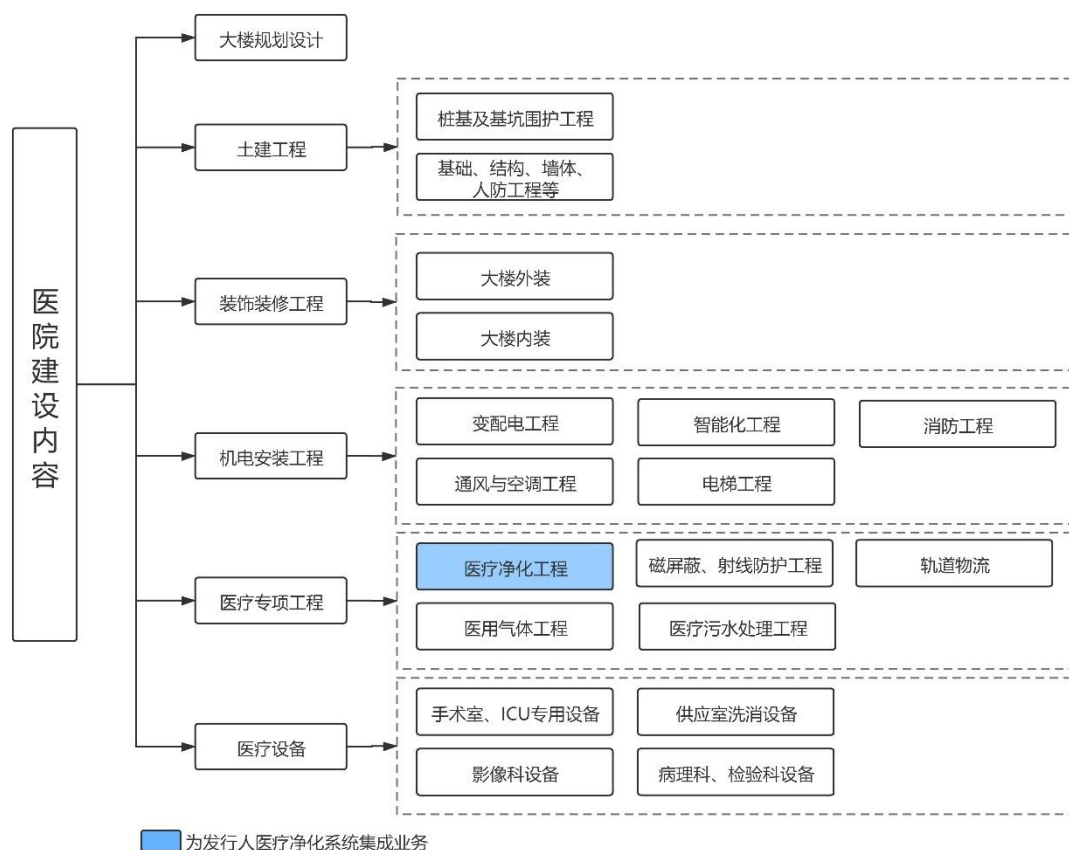 医院建设内容
大楼规划设计
土建工程
桩基及基坑围护工程
基础、结构、墙体、
人防工程等
装饰装修工程
大楼外装
大楼内装
机电安装工程
变配电工程
智能化工程
消防工程
通风与空调工程
电梯工程
医疗专项工程
医疗净化工程
磁屏蔽、射线防护工程
轨道物流
医用气体工程
医疗污水处理工程
医疗设备
手术室、ICU专用设备
供应室洗消设备
影像科设备
病理科、检验科设备
为发行人医疗净化系统集成业务